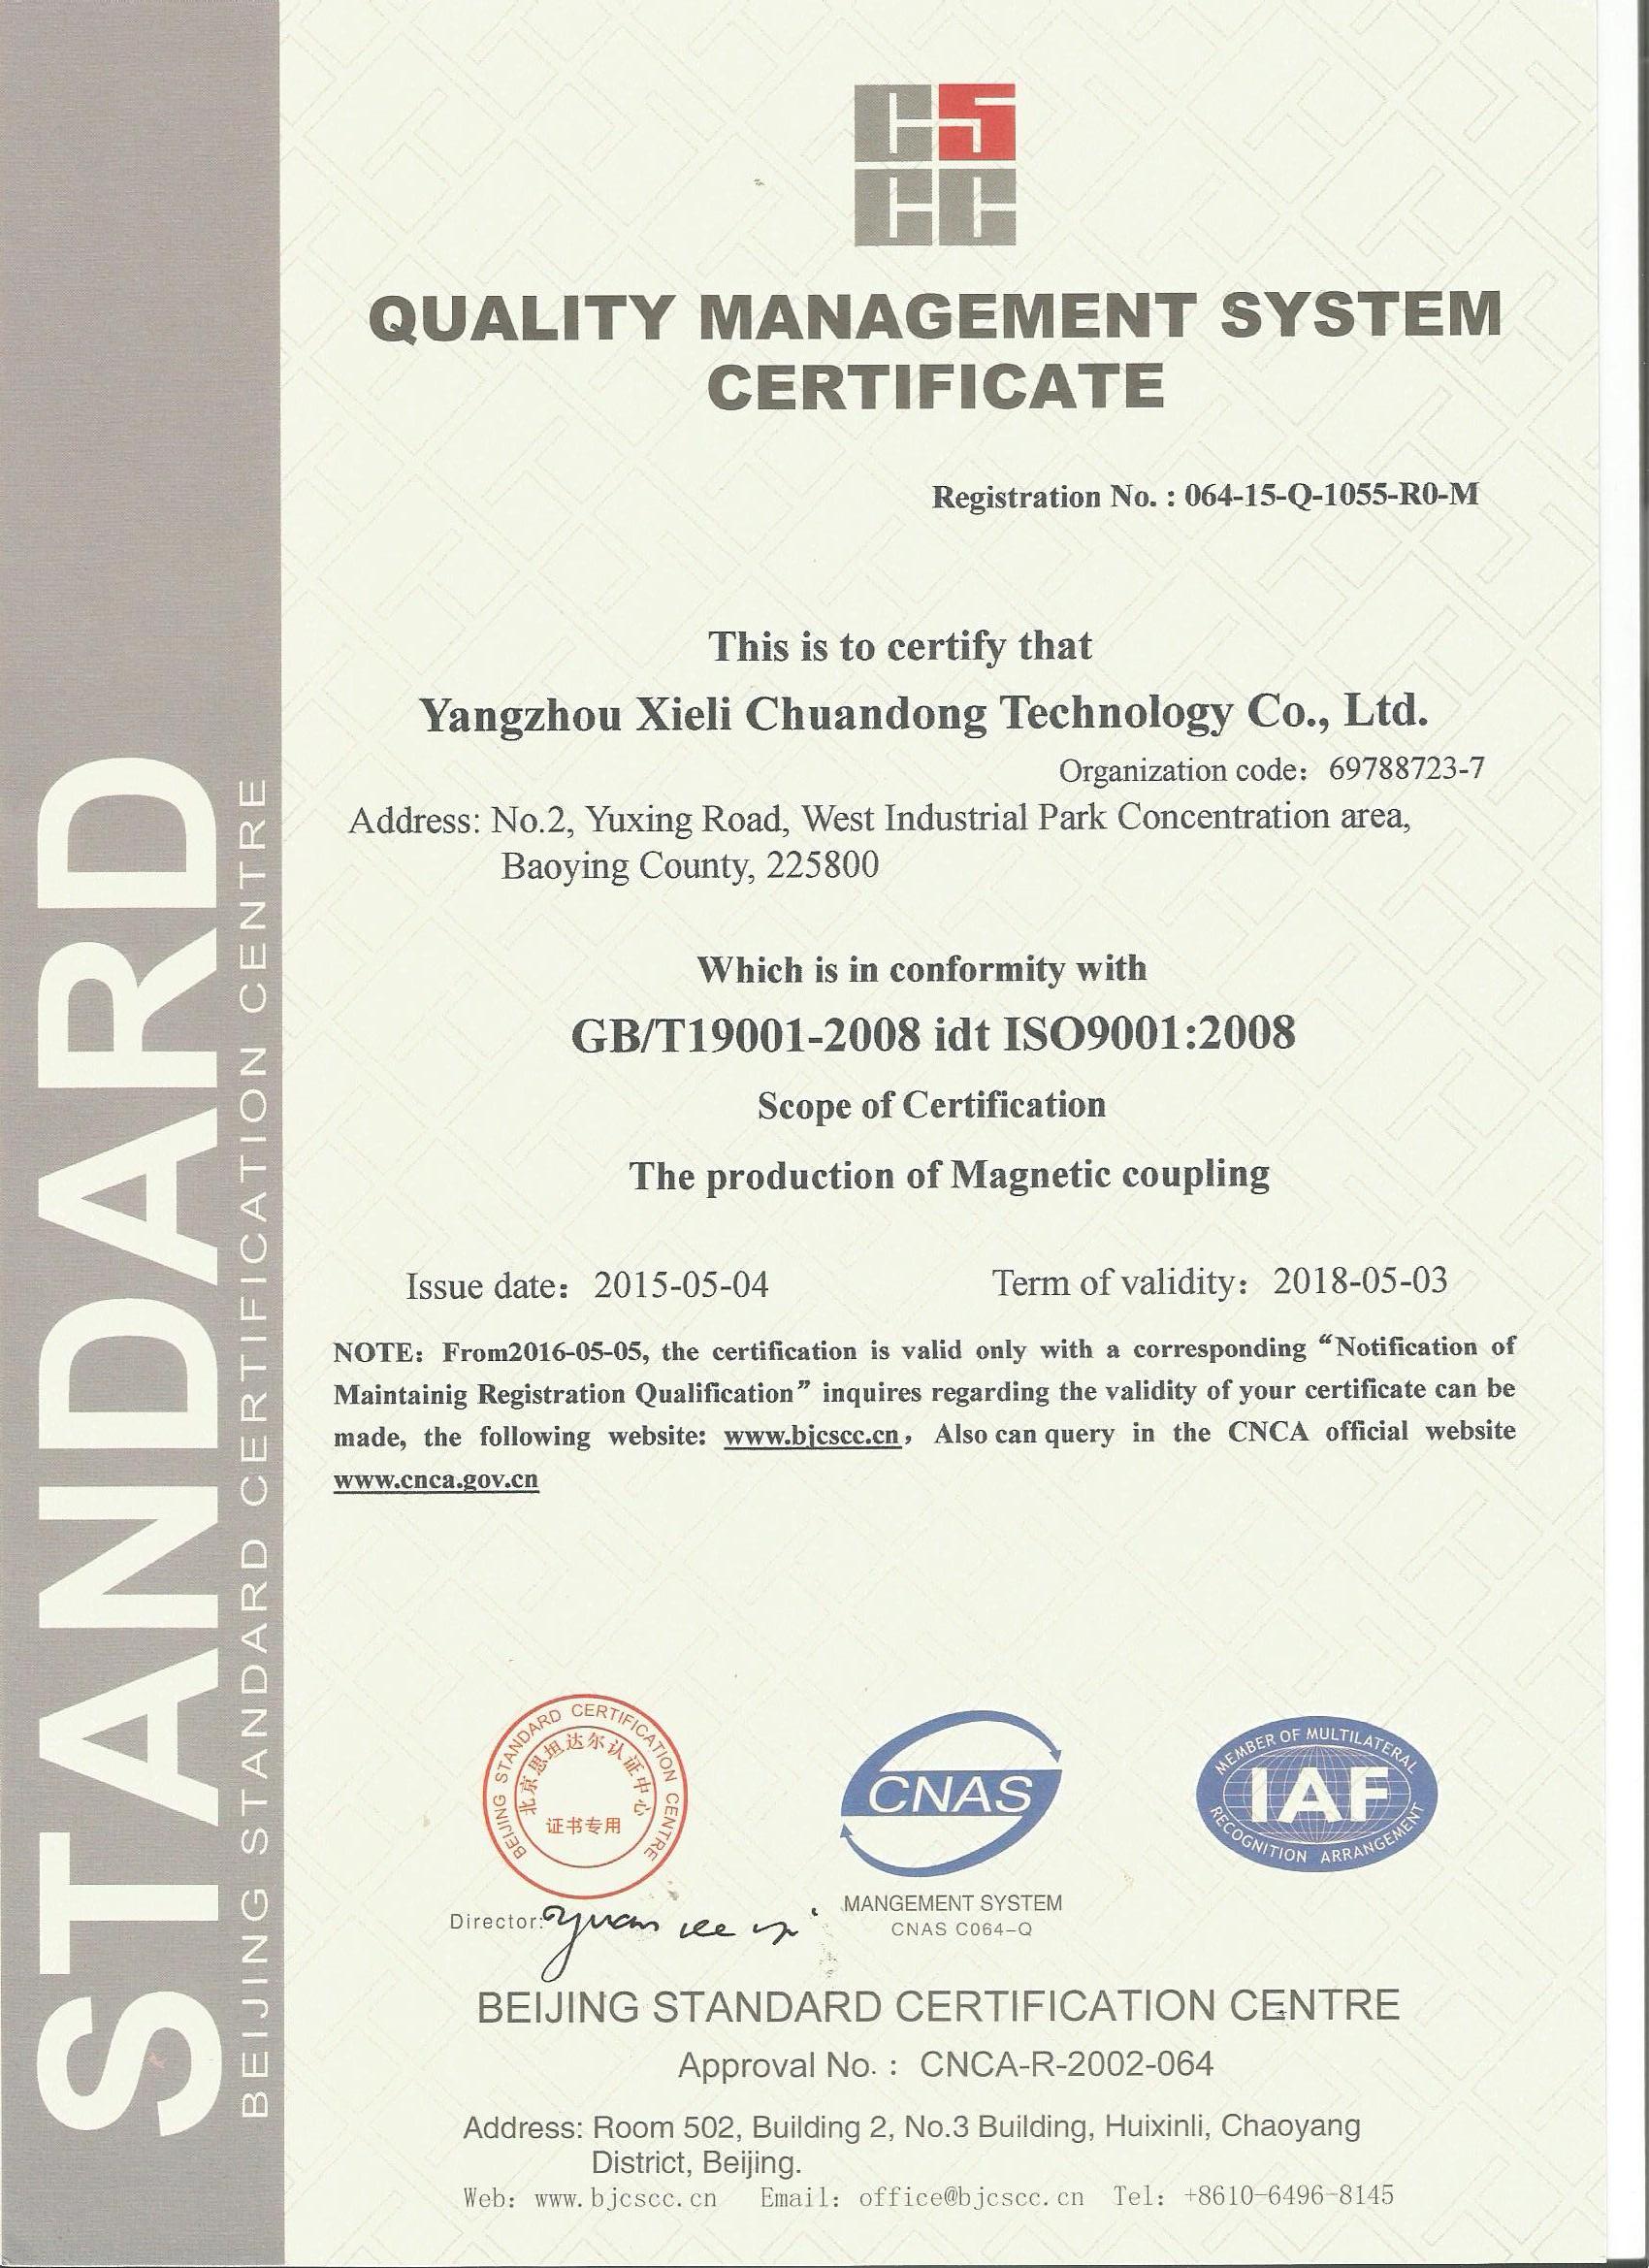 CS
CC
QUALITY MANAGEMENT SYSTEM
CERTIFICATE
Registration No. : 064-15-Q-1055-R0-M
This is to certify that
Yangzhou Xieli Chuandong Technology Co., Ltd.
Organization code： 69788723-7
Address: No.2, Yuxing Road, West Industrial Park Concentration area,
Baoying County, 225800
Which is in conformity with
GB/T19001-2008 idt ISO9001:2008
Scope of Certification
The production of Magnetic coupling
Issue date： 2015-05-04
Term of validity： 2018-05-03
NOTE: From2016-05-05, the certification is valid only with a corresponding “Notification of
Maintainig Registration Qualification” inquires regarding the validity of your certificate can be
made, the following website: www.bjcscc.cn，Also can query in the CNCA official website
www.cnca.gov.cn
BEIJING STANDARD CERTIFICATION CENTRE
北京恩坦达尔认证中心
证书专用
CNAS
MEMBER OF MULTILATERAL
IAF
RECOGNITION ARRANGEMENT
MANGEMENT SYSTEM
CNAS C064-Q
Director:
BEIJING STANDARD CERTIFICATION CENTRE
Approval No. : CNCA-R-2002-064
Address: Room 502, Building 2, No.3 Building, Huixinli, Chaoyang
District, Beijing.
Web: www.bjcscc.cn Email: office@bjcscc.cn Tel: +8610-6496-8145
STANDARD
BEIJING STANDARD CERTIFICATION CENTRE